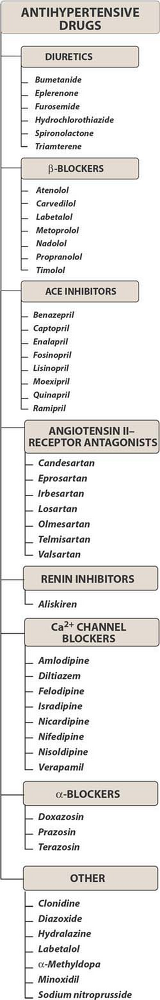 ANTIHYPERTENSIVE
DRUGS
DIURETICS
Bumetanide
Eplerenone
Furosemide
Hydrochlorothiazide
Spironolactone
Triamterene
β-BLOCKERS
Atenolol
Carvedilol
Labetalol
Metoprolol
Nadolol
Propranolol
Timolol
ACE INHIBITORS
Benazepril
Captopril
Enalapril
Fosinopril
Lisinopril
Moexipril
Quinapril
Ramipril
ANGIOTENSIN II–
RECEPTOR ANTAGONISTS
Candesartan
Eprosartan
Irbesartan
Losartan
Olmesartan
Telmisartan
Valsartan
RENIN INHIBITORS
Aliskiren
Ca²⁺ CHANNEL
BLOCKERS
Amlodipine
Diltiazem
Felodipine
Isradipine
Nicardipine
Nifedipine
Nisoldipine
Verapamil
α-BLOCKERS
Doxazosin
Prazosin
Terazosin
OTHER
Clonidine
Diazoxide
Hydralazine
Labetalol
α-Methyldopa
Minoxidil
Sodium nitroprusside